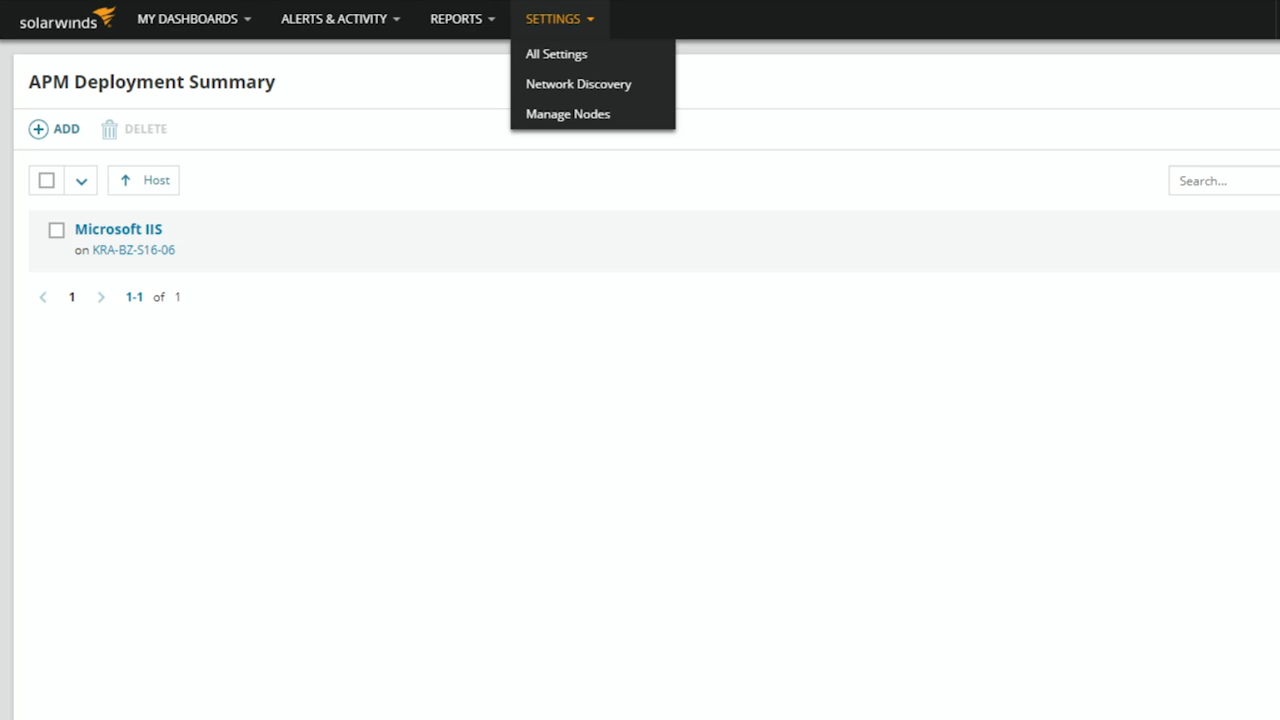 solarwinds MY DASHBOARDS ALERTS & ACTIVITY REPORTS SETTINGS
All Settings
Network Discovery
Manage Nodes
APM Deployment Summary
ADD DELETE
Host
Search...
Microsoft IIS
on KRA-BZ-S16-06
1 1-1 of 1